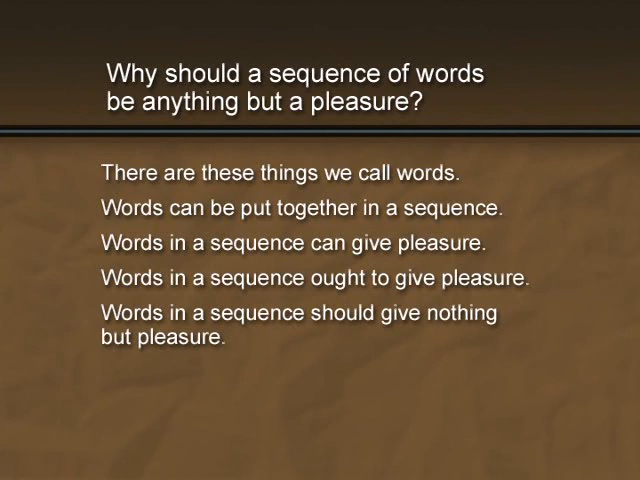 Why should a sequence of words
be anything but a pleasure?
There are these things we call words.
Words can be put together in a sequence.
Words in a sequence can give pleasure.
Words in a sequence ought to give pleasure.
Words in a sequence should give nothing
but pleasure.